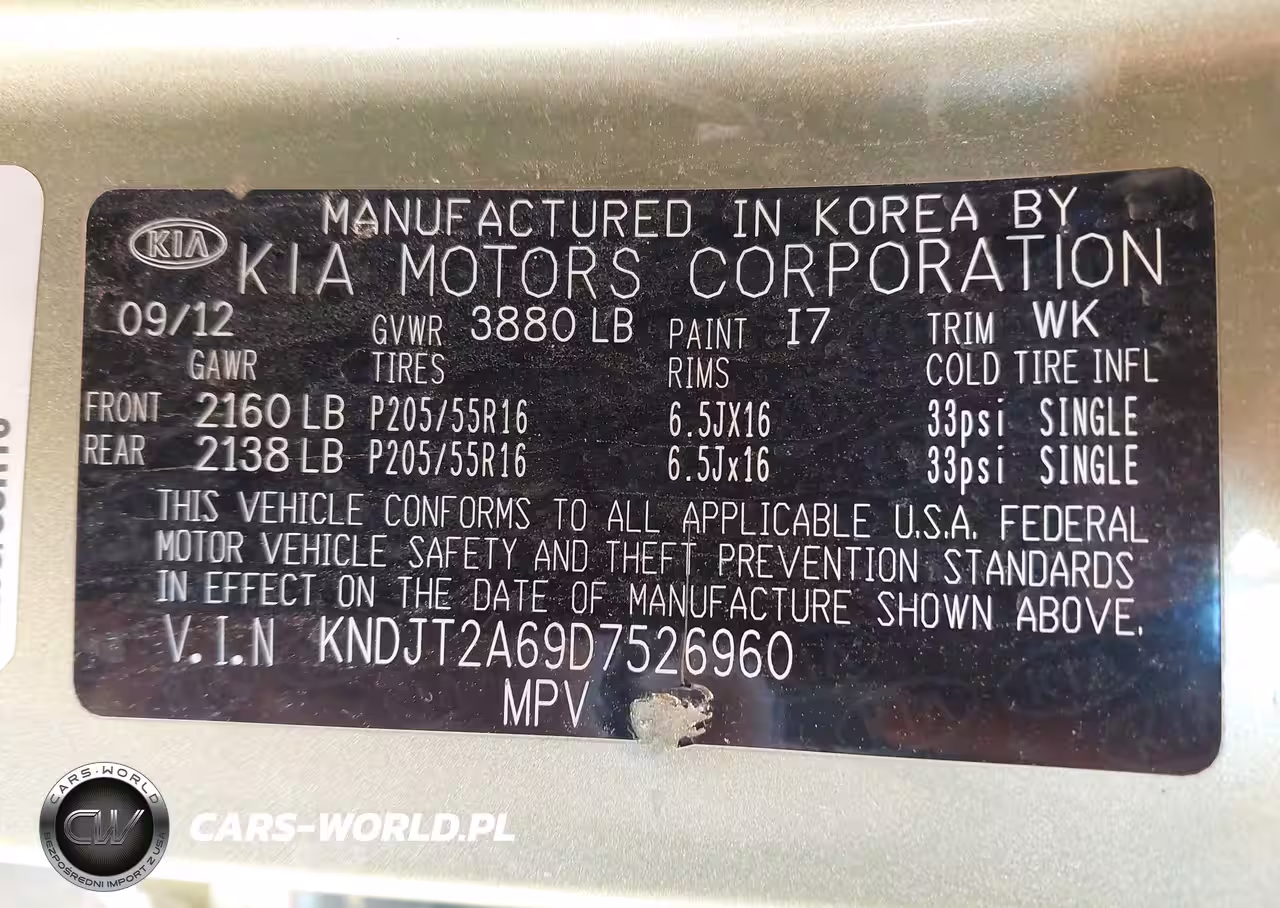 MANUFACTURED IN KOREA BY
KIA
KIA MOTORS CORPORATION
09/12 GVWR 3880 LB PAINT I7 TRIM WK
GAWR TIRES RIMS COLD TIRE INFL
FRONT 2160 LB P205/55R16 6.5JX16 33psi SINGLE
REAR 2138 LB P205/55R16 6.5Jx16 33psi SINGLE
THIS VEHICLE CONFORMS TO ALL APPLICABLE U.S.A. FEDERAL
MOTOR VEHICLE SAFETY AND THEFT PREVENTION STANDARDS
IN EFFECT ON THE DATE OF MANUFACTURE SHOWN ABOVE.
V.I.N KNDJT2A69D7526960
MPV
CARS-WORLD
CW
BEZPOŚREDNI IMPORT Z USA
CARS-WORLD.PL